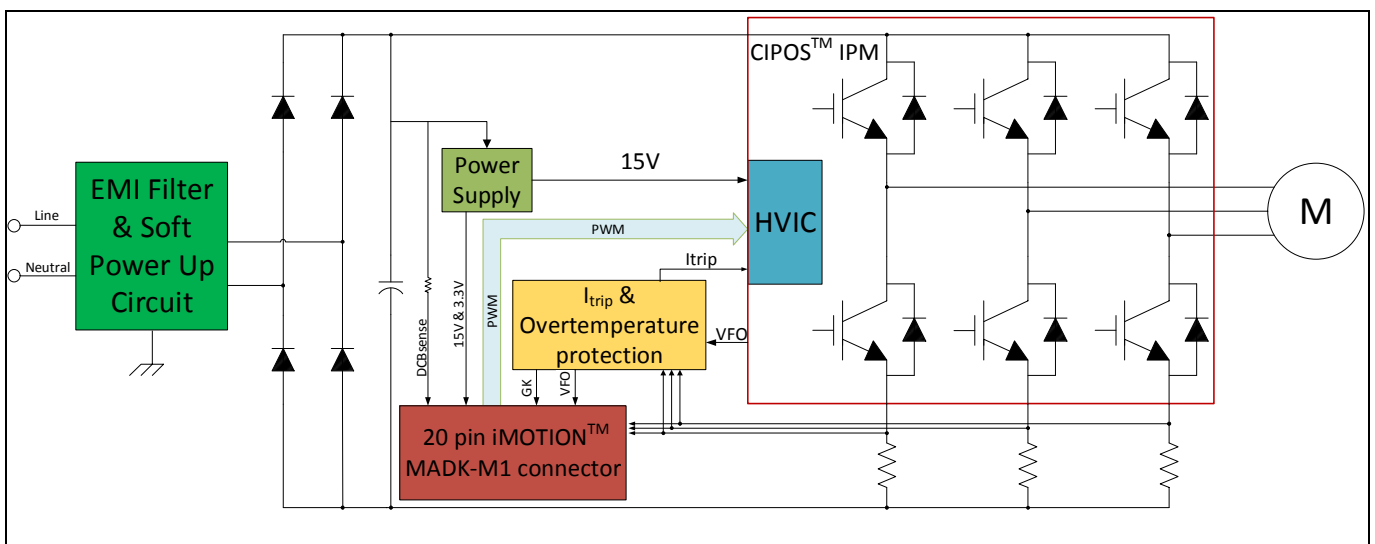 CIPOS™ IPM
EMI Filter
& Soft
Power Up
Circuit
Line
Neutral
Power
Supply
15V
HVIC
M
PWM
Itrip
Itrip &
Overtemperature
protection
VFO
DCBsense
15V & 3.3V
PWM
GK
VFO
20 pin iMOTION™
MADK-M1 connector